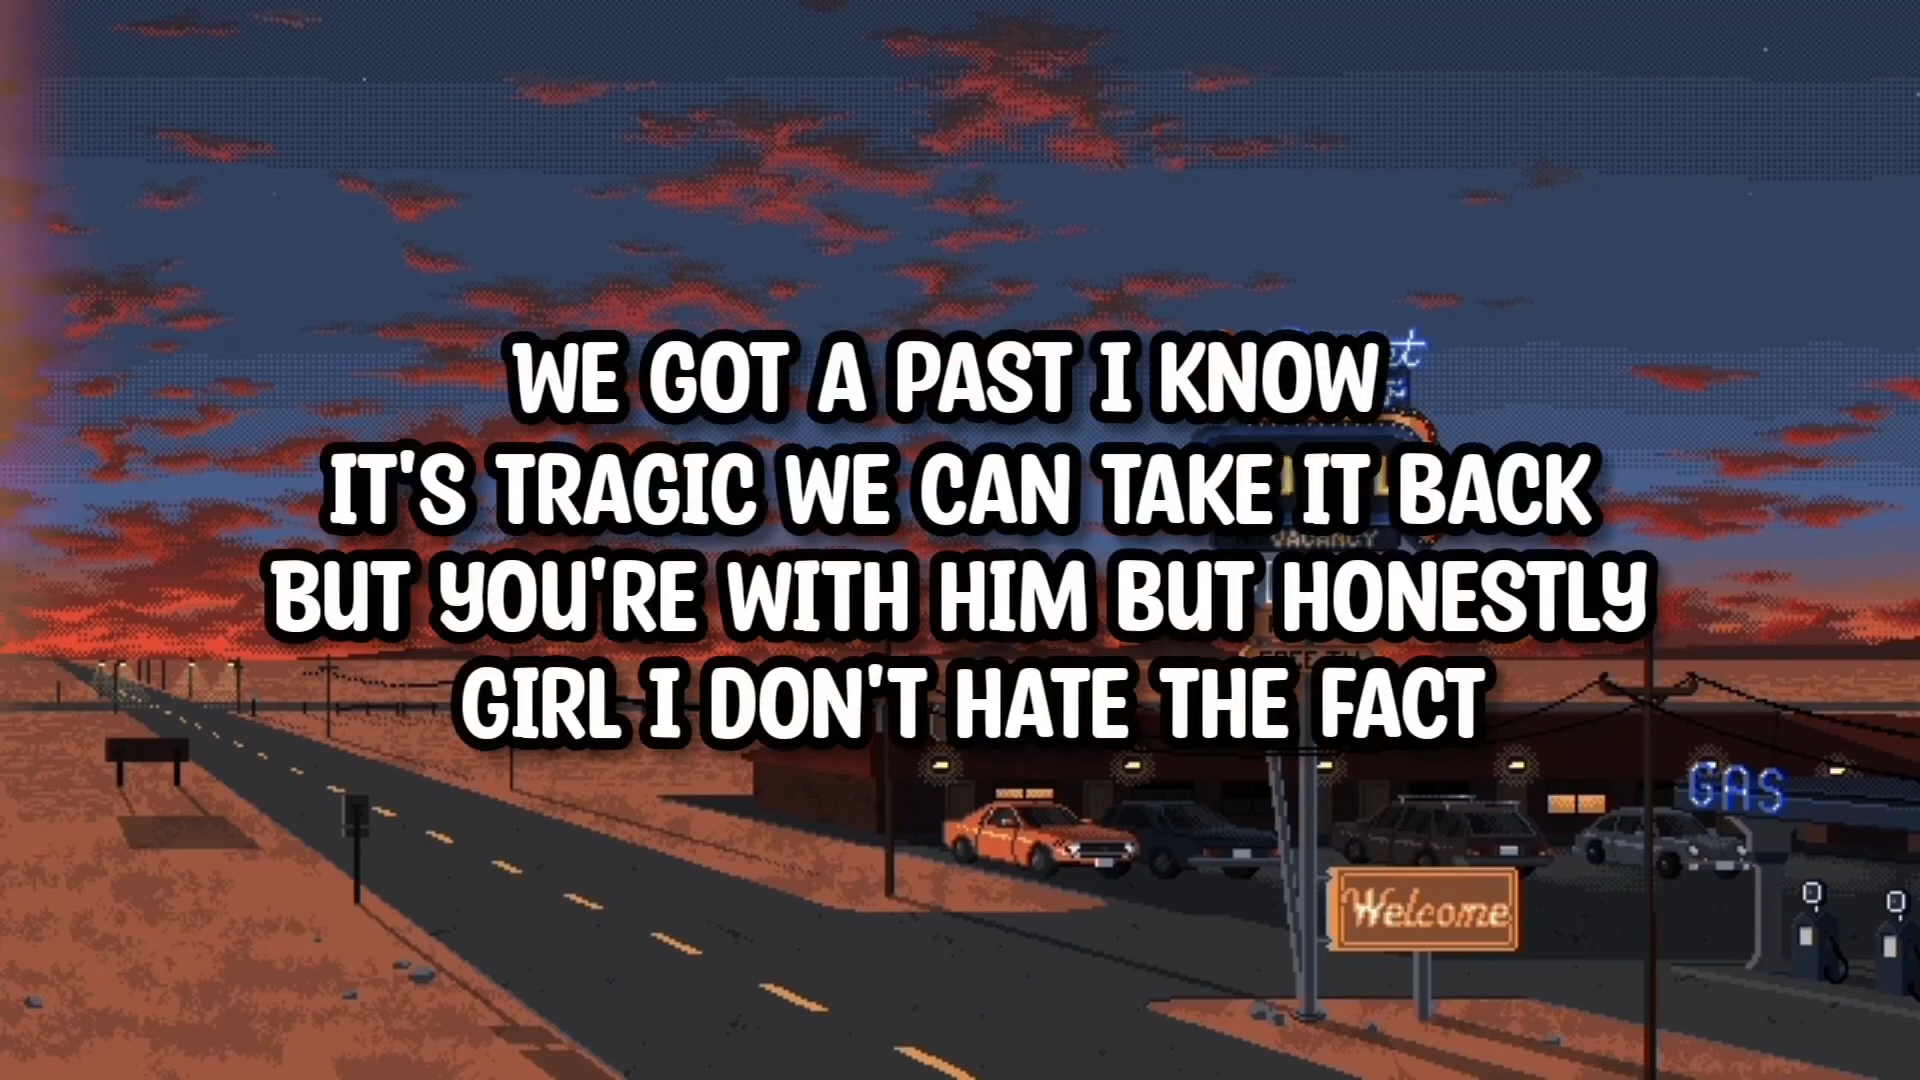 WE GOT A PAST I KNOW
IT'S TRAGIC WE CAN TAKE IT BACK
BUT YOU'RE WITH HIM BUT HONESTLY
GIRL I DON'T HATE THE FACT
VACANCY
GAS
Welcome